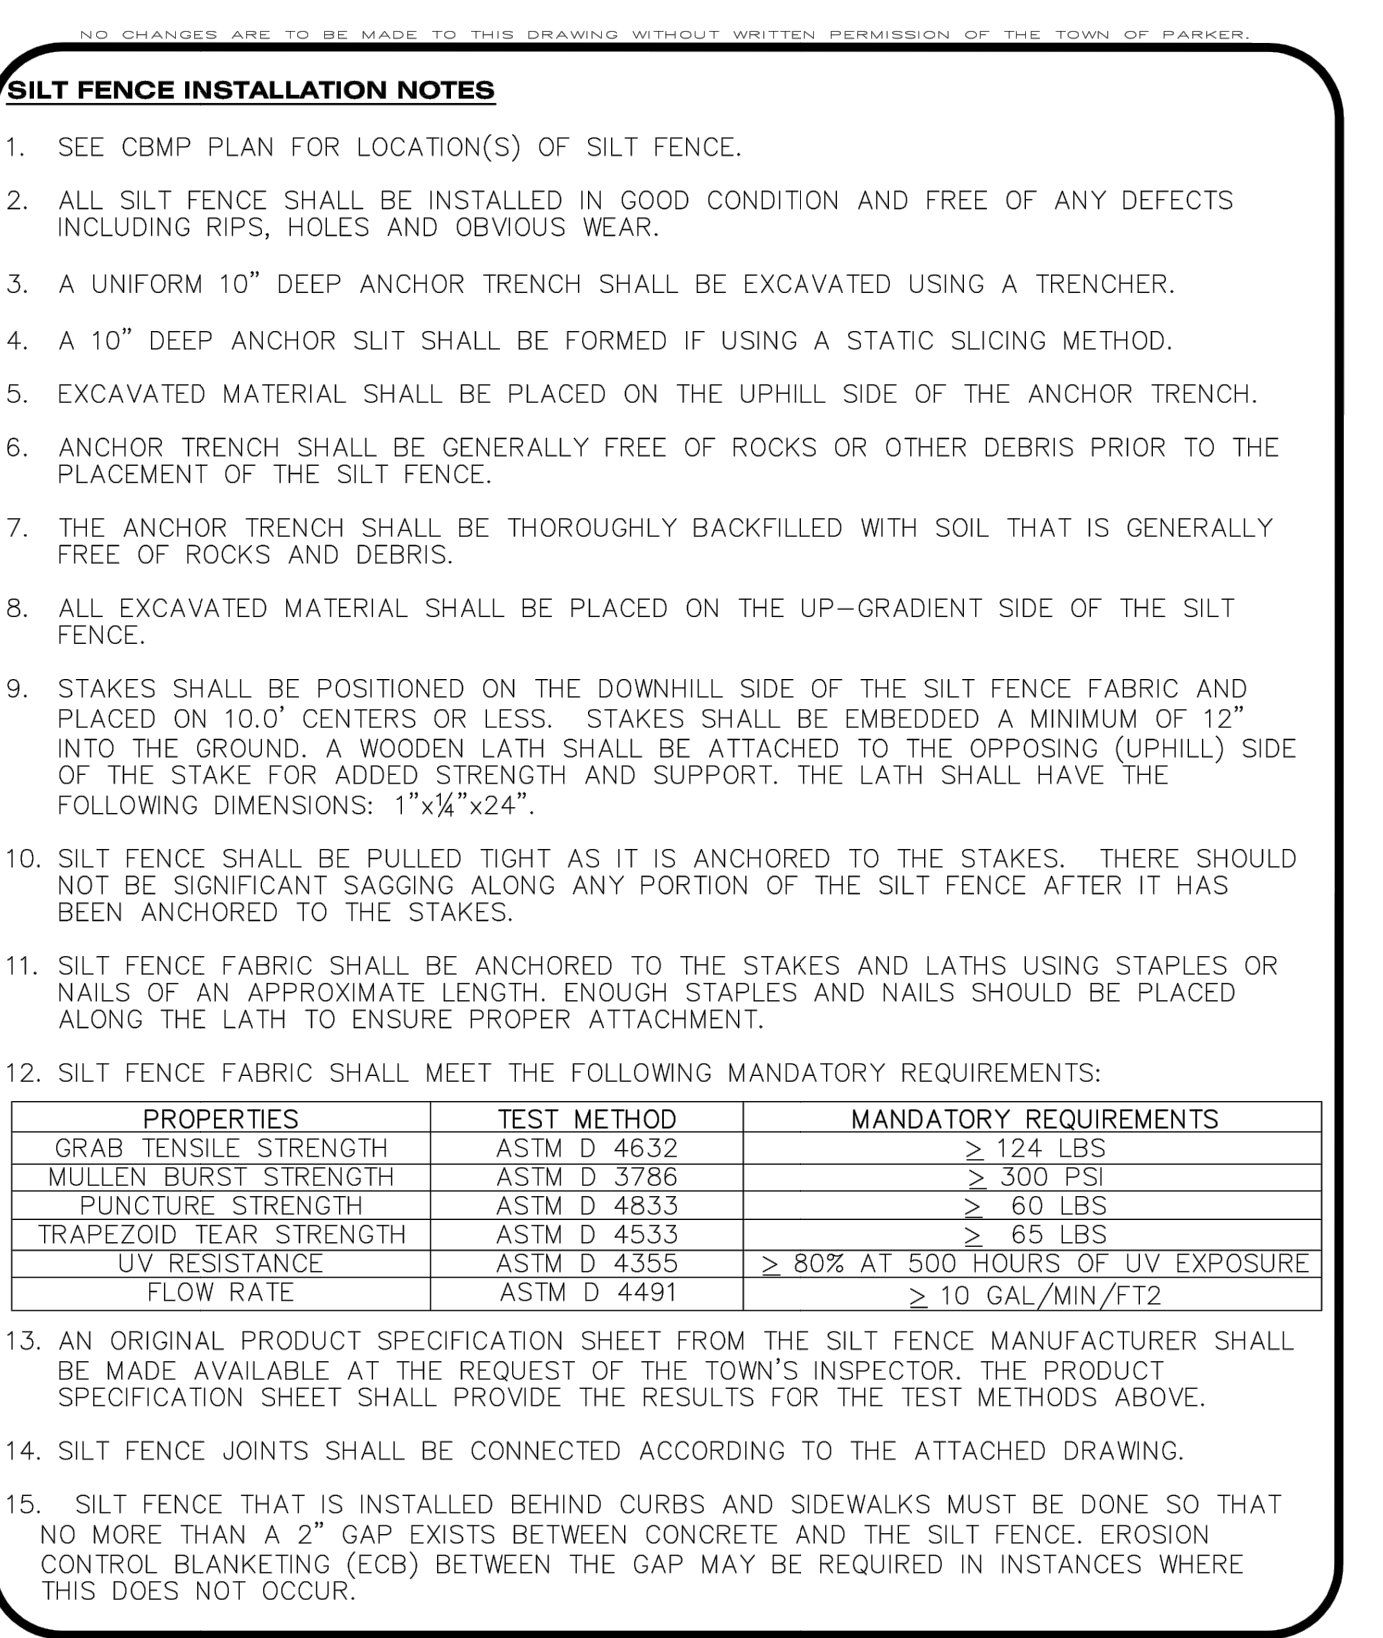 NO CHANGES ARE TO BE MADE TO THIS DRAWING WITHOUT WRITTEN PERMISSION OF THE TOWN OF PARKER.
SILT FENCE INSTALLATION NOTES
1. SEE CBMP PLAN FOR LOCATION(S) OF SILT FENCE.
2. ALL SILT FENCE SHALL BE INSTALLED IN GOOD CONDITION AND FREE OF ANY DEFECTS
INCLUDING RIPS, HOLES AND OBVIOUS WEAR.
3. A UNIFORM 10" DEEP ANCHOR TRENCH SHALL BE EXCAVATED USING A TRENCHER.
4. A 10" DEEP ANCHOR SLIT SHALL BE FORMED IF USING A STATIC SLICING METHOD.
5. EXCAVATED MATERIAL SHALL BE PLACED ON THE UPHILL SIDE OF THE ANCHOR TRENCH.
6. ANCHOR TRENCH SHALL BE GENERALLY FREE OF ROCKS OR OTHER DEBRIS PRIOR TO THE
PLACEMENT OF THE SILT FENCE.
7. THE ANCHOR TRENCH SHALL BE THOROUGHLY BACKFILLED WITH SOIL THAT IS GENERALLY
FREE OF ROCKS AND DEBRIS.
8. ALL EXCAVATED MATERIAL SHALL BE PLACED ON THE UP-GRADIENT SIDE OF THE SILT
FENCE.
9. STAKES SHALL BE POSITIONED ON THE DOWNHILL SIDE OF THE SILT FENCE FABRIC AND
PLACED ON 10.0' CENTERS OR LESS. STAKES SHALL BE EMBEDDED A MINIMUM OF 12"
INTO THE GROUND. A WOODEN LATH SHALL BE ATTACHED TO THE OPPOSING (UPHILL) SIDE
OF THE STAKE FOR ADDED STRENGTH AND SUPPORT. THE LATH SHALL HAVE THE
FOLLOWING DIMENSIONS: 1"x¼"x24".
10. SILT FENCE SHALL BE PULLED TIGHT AS IT IS ANCHORED TO THE STAKES. THERE SHOULD
NOT BE SIGNIFICANT SAGGING ALONG ANY PORTION OF THE SILT FENCE AFTER IT HAS
BEEN ANCHORED TO THE STAKES.
11. SILT FENCE FABRIC SHALL BE ANCHORED TO THE STAKES AND LATHS USING STAPLES OR
NAILS OF AN APPROXIMATE LENGTH. ENOUGH STAPLES AND NAILS SHOULD BE PLACED
ALONG THE LATH TO ENSURE PROPER ATTACHMENT.
12. SILT FENCE FABRIC SHALL MEET THE FOLLOWING MANDATORY REQUIREMENTS:
PROPERTIES TEST METHOD MANDATORY REQUIREMENTS
GRAB TENSILE STRENGTH ASTM D 4632 ≥ 124 LBS
MULLEN BURST STRENGTH ASTM D 3786 ≥ 300 PSI
PUNCTURE STRENGTH ASTM D 4833 ≥ 60 LBS
TRAPEZOID TEAR STRENGTH ASTM D 4533 ≥ 65 LBS
UV RESISTANCE ASTM D 4355 ≥ 80% AT 500 HOURS OF UV EXPOSURE
FLOW RATE ASTM D 4491 ≥ 10 GAL/MIN/FT2
13. AN ORIGINAL PRODUCT SPECIFICATION SHEET FROM THE SILT FENCE MANUFACTURER SHALL
BE MADE AVAILABLE AT THE REQUEST OF THE TOWN'S INSPECTOR. THE PRODUCT
SPECIFICATION SHEET SHALL PROVIDE THE RESULTS FOR THE TEST METHODS ABOVE.
14. SILT FENCE JOINTS SHALL BE CONNECTED ACCORDING TO THE ATTACHED DRAWING.
15. SILT FENCE THAT IS INSTALLED BEHIND CURBS AND SIDEWALKS MUST BE DONE SO THAT
NO MORE THAN A 2" GAP EXISTS BETWEEN CONCRETE AND THE SILT FENCE. EROSION
CONTROL BLANKETING (ECB) BETWEEN THE GAP MAY BE REQUIRED IN INSTANCES WHERE
THIS DOES NOT OCCUR.